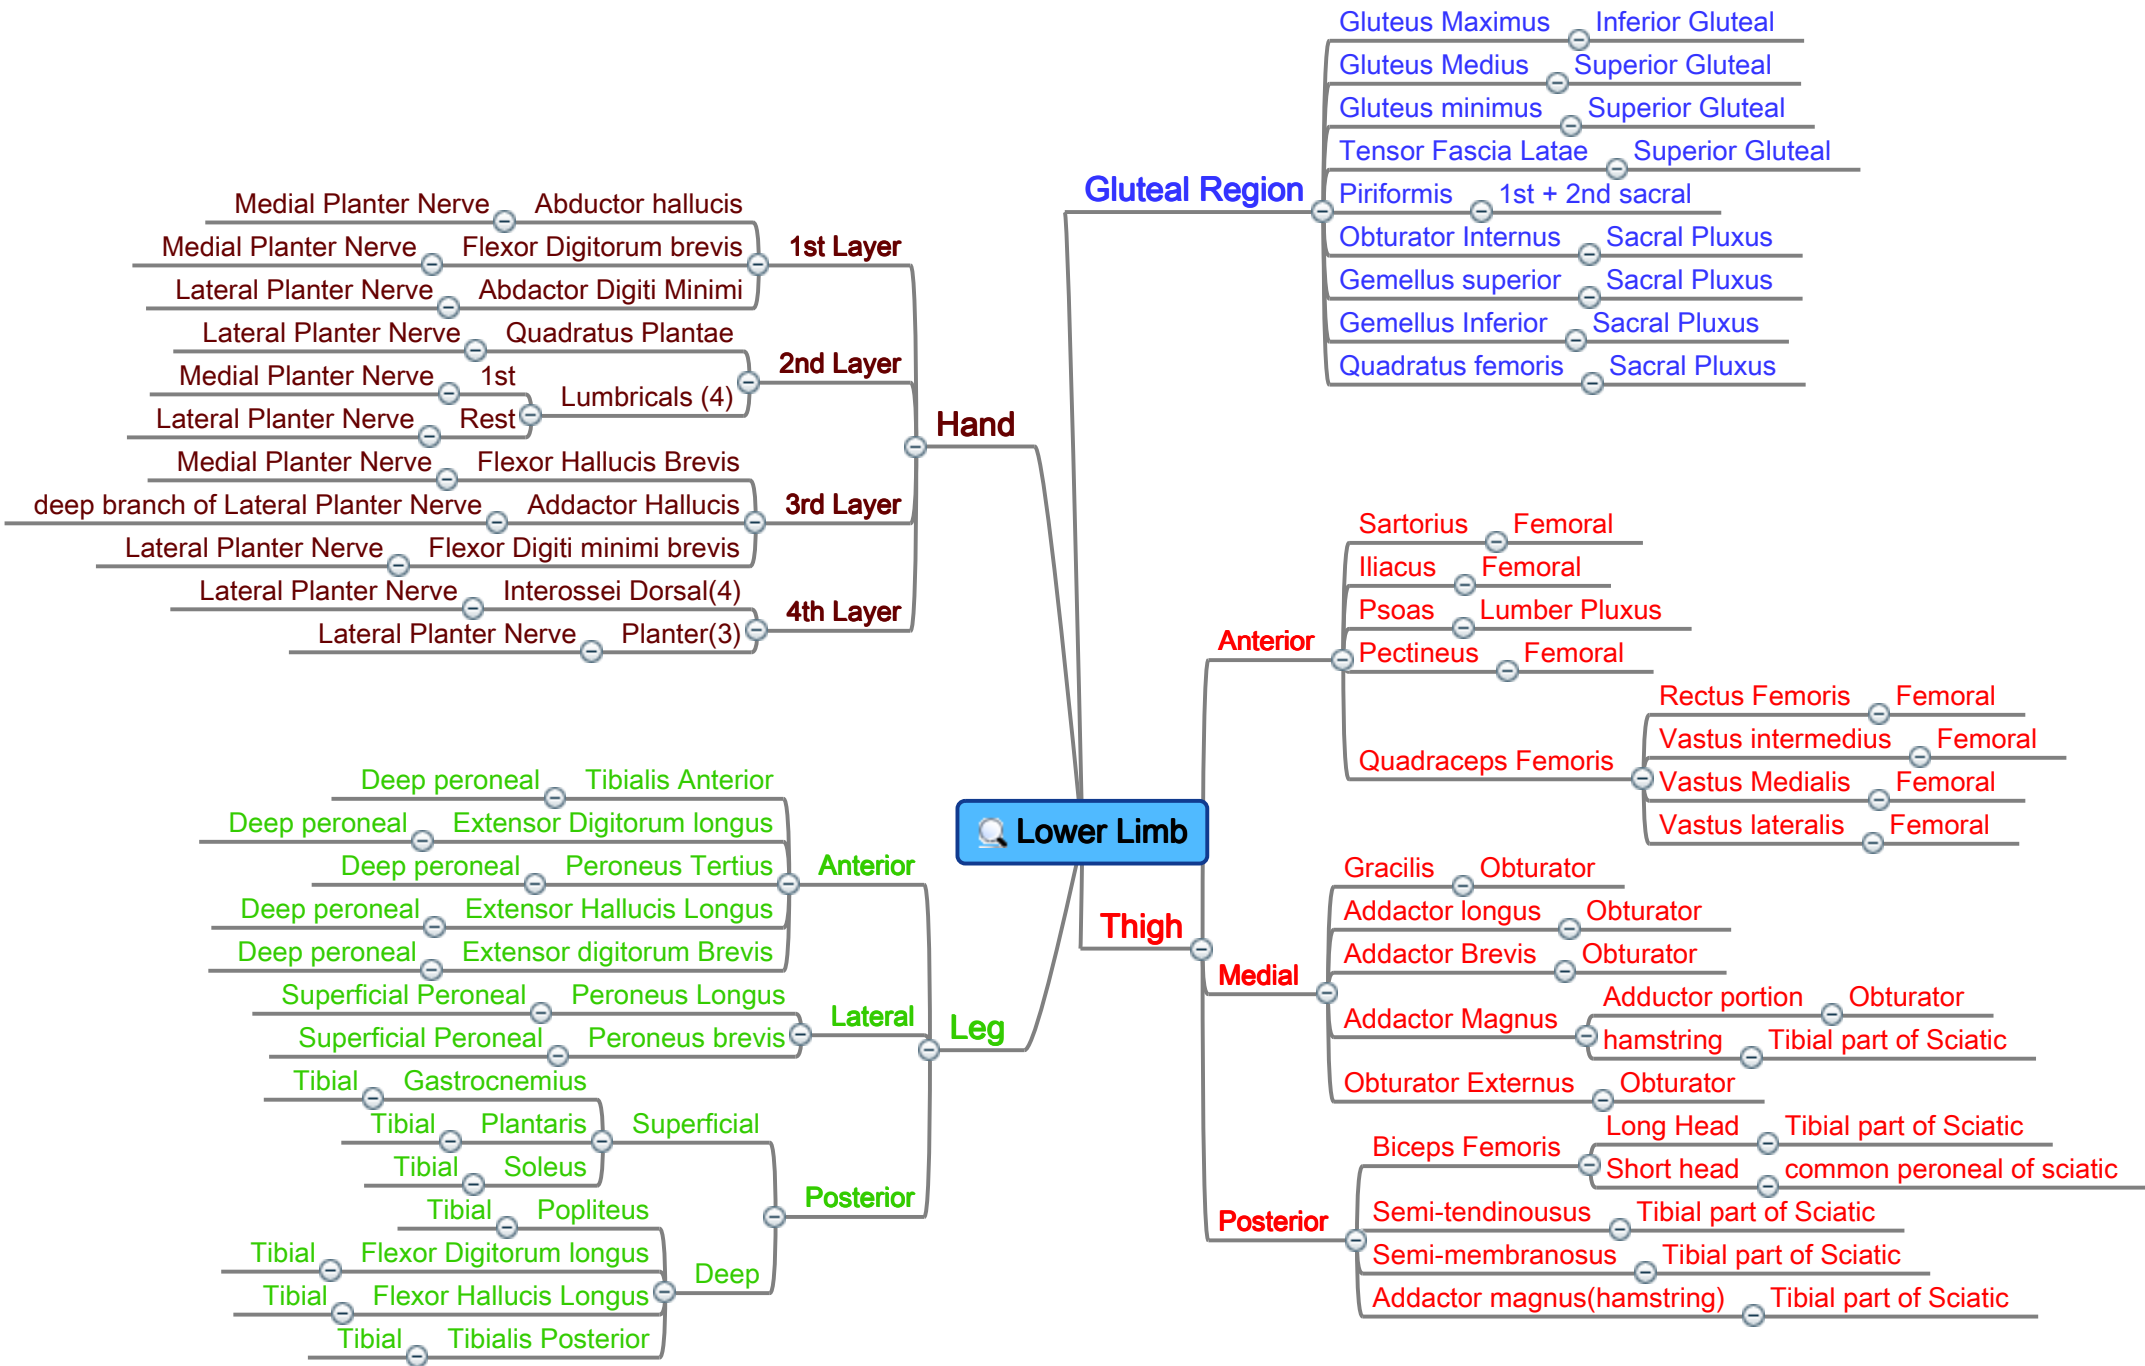 Lower Limb
Gluteal Region
Gluteus Maximus Inferior Gluteal
Gluteus Medius Superior Gluteal
Gluteus minimus Superior Gluteal
Tensor Fascia Latae Superior Gluteal
Piriformis 1st + 2nd sacral
Obturator Internus Sacral Pluxus
Gemellus superior Sacral Pluxus
Gemellus Inferior Sacral Pluxus
Quadratus femoris Sacral Pluxus
Thigh
Anterior
Sartorius Femoral
Iliacus Femoral
Psoas Lumber Pluxus
Pectineus Femoral
Quadraceps Femoris
Rectus Femoris Femoral
Vastus intermedius Femoral
Vastus Medialis Femoral
Vastus lateralis Femoral
Medial
Gracilis Obturator
Addactor longus Obturator
Addactor Brevis Obturator
Addactor Magnus
Adductor portion Obturator
hamstring Tibial part of Sciatic
Obturator Externus Obturator
Posterior
Biceps Femoris
Long Head Tibial part of Sciatic
Short head common peroneal of sciatic
Semi-tendinousus Tibial part of Sciatic
Semi-membranosus Tibial part of Sciatic
Addactor magnus(hamstring) Tibial part of Sciatic
Hand
1st Layer
Medial Planter Nerve Abductor hallucis
Medial Planter Nerve Flexor Digitorum brevis
Lateral Planter Nerve Abdactor Digiti Minimi
2nd Layer
Lateral Planter Nerve Quadratus Plantae
Lumbricals (4)
Medial Planter Nerve 1st
Lateral Planter Nerve Rest
3rd Layer
Medial Planter Nerve Flexor Hallucis Brevis
deep branch of Lateral Planter Nerve Addactor Hallucis
Lateral Planter Nerve Flexor Digiti minimi brevis
4th Layer
Lateral Planter Nerve Interossei Dorsal(4)
Lateral Planter Nerve Planter(3)
Leg
Anterior
Deep peroneal Tibialis Anterior
Deep peroneal Extensor Digitorum longus
Deep peroneal Peroneus Tertius
Deep peroneal Extensor Hallucis Longus
Deep peroneal Extensor digitorum Brevis
Lateral
Superficial Peroneal Peroneus Longus
Superficial Peroneal Peroneus brevis
Posterior
Superficial
Tibial Gastrocnemius
Tibial Plantaris
Tibial Soleus
Deep
Tibial Popliteus
Tibial Flexor Digitorum longus
Tibial Flexor Hallucis Longus
Tibial Tibialis Posterior